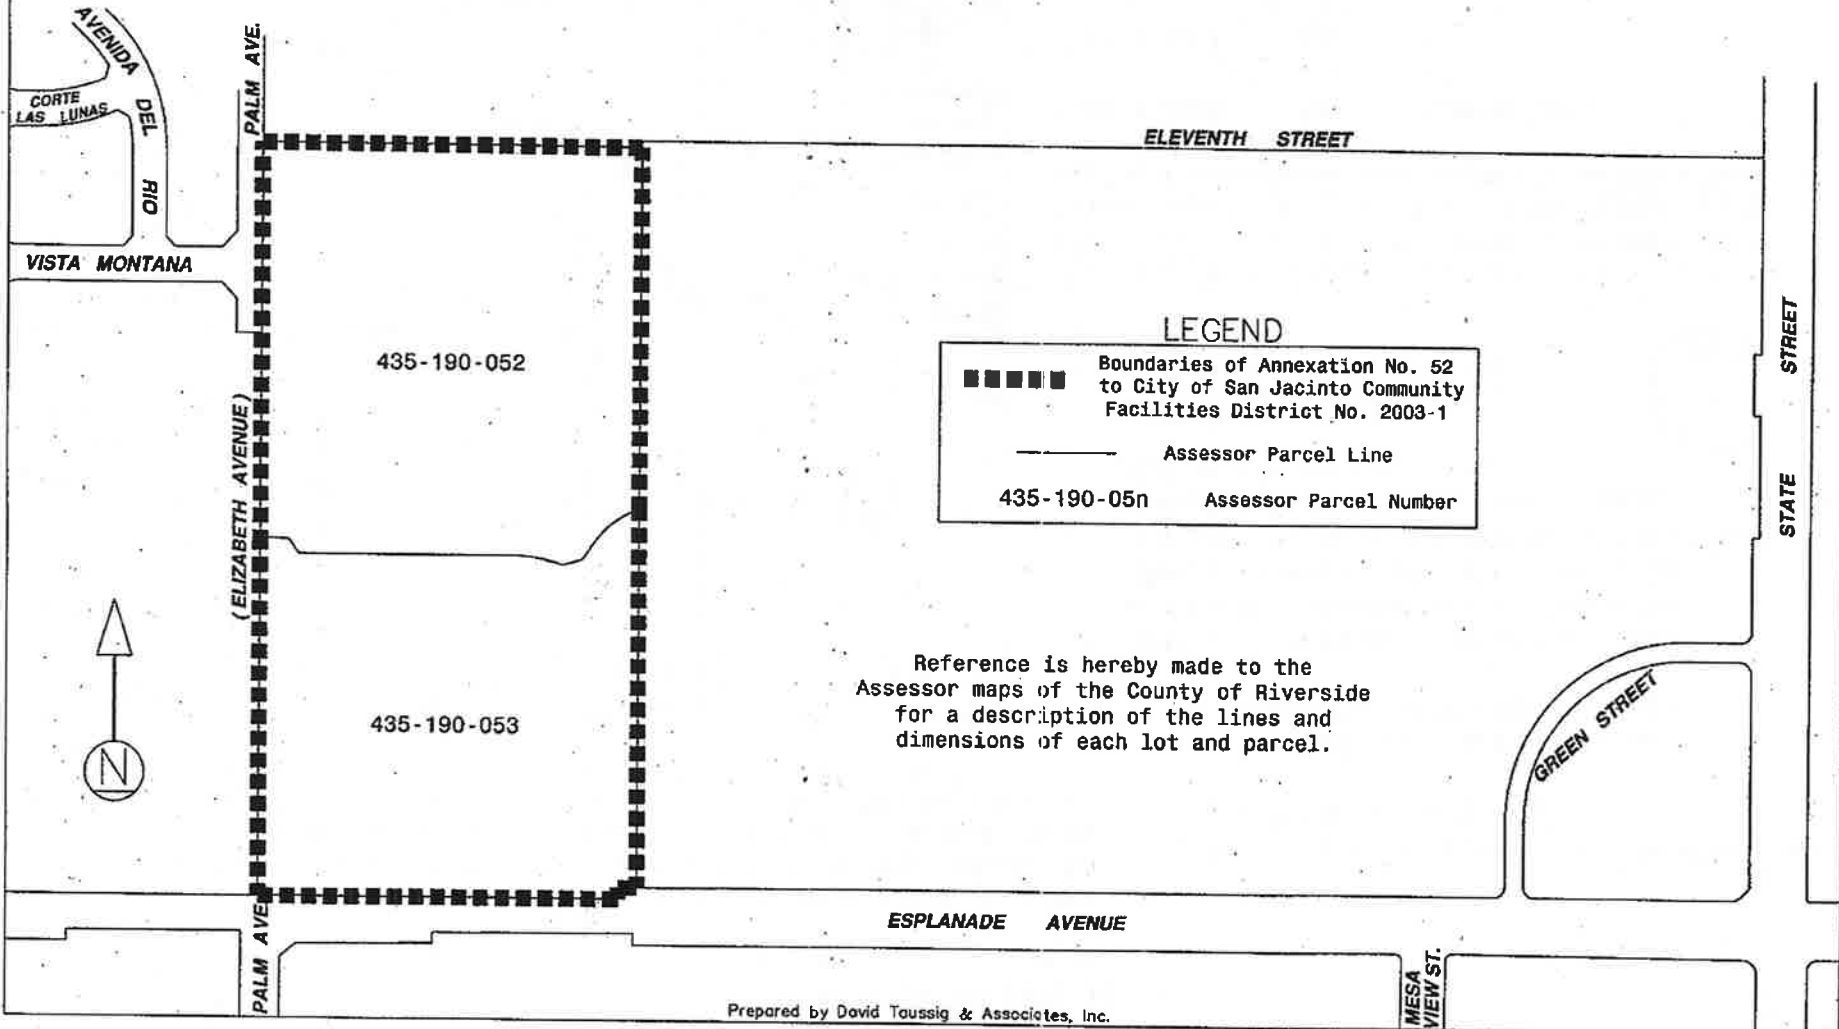 AVENIDA DEL RIO
CORTE
LAS LUNAS
PALM AVE.
ELEVENTH STREET
VISTA MONTANA
435-190-052
(ELIZABETH AVENUE)
LEGEND
Boundaries of Annexation No. 52
to City of San Jacinto Community
Facilities District No. 2003-1
Assessor Parcel Line
435-190-05n Assessor Parcel Number
STATE STREET
N
435-190-053
Reference is hereby made to the
Assessor maps of the County of Riverside
for a description of the lines and
dimensions of each lot and parcel.
GREEN STREET
PALM AVE.
ESPLANADE AVENUE
MESA
VIEW ST.
Prepared by David Taussig & Associates, Inc.